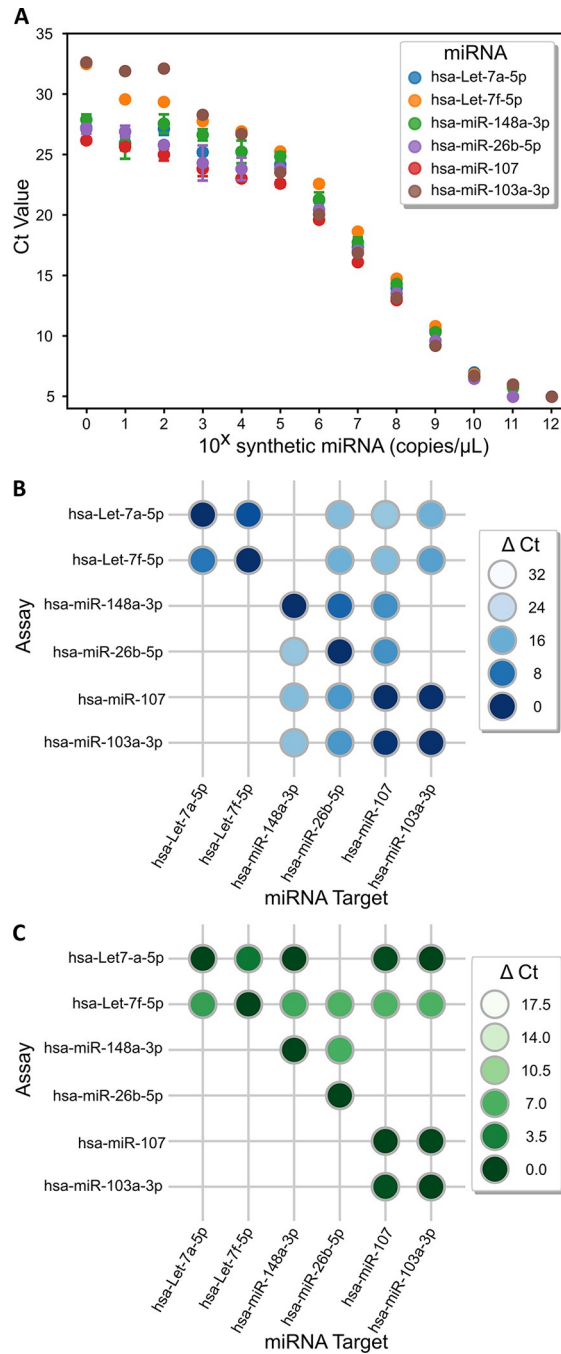 A
35
30
25
20
15
10
5
Ct Value
miRNA
hsa-Let-7a-5p
hsa-Let-7f-5p
hsa-miR-148a-3p
hsa-miR-26b-5p
hsa-miR-107
hsa-miR-103a-3p
0 1 2 3 4 5 6 7 8 9 10 11 12
10ˣ synthetic miRNA (copies/µL)
B
hsa-Let-7a-5p
hsa-Let-7f-5p
hsa-miR-148a-3p
hsa-miR-26b-5p
hsa-miR-107
hsa-miR-103a-3p
Assay
Δ Ct
32
24
16
8
0
hsa-Let-7a-5p
hsa-Let-7f-5p
hsa-miR-148a-3p
hsa-miR-26b-5p
hsa-miR-107
hsa-miR-103a-3p
miRNA Target
C
hsa-Let7-a-5p
hsa-Let-7f-5p
hsa-miR-148a-3p
hsa-miR-26b-5p
hsa-miR-107
hsa-miR-103a-3p
Assay
Δ Ct
17.5
14.0
10.5
7.0
3.5
0.0
hsa-Let-7a-5p
hsa-Let-7f-5p
hsa-miR-148a-3p
hsa-miR-26b-5p
hsa-miR-107
hsa-miR-103a-3p
miRNA Target